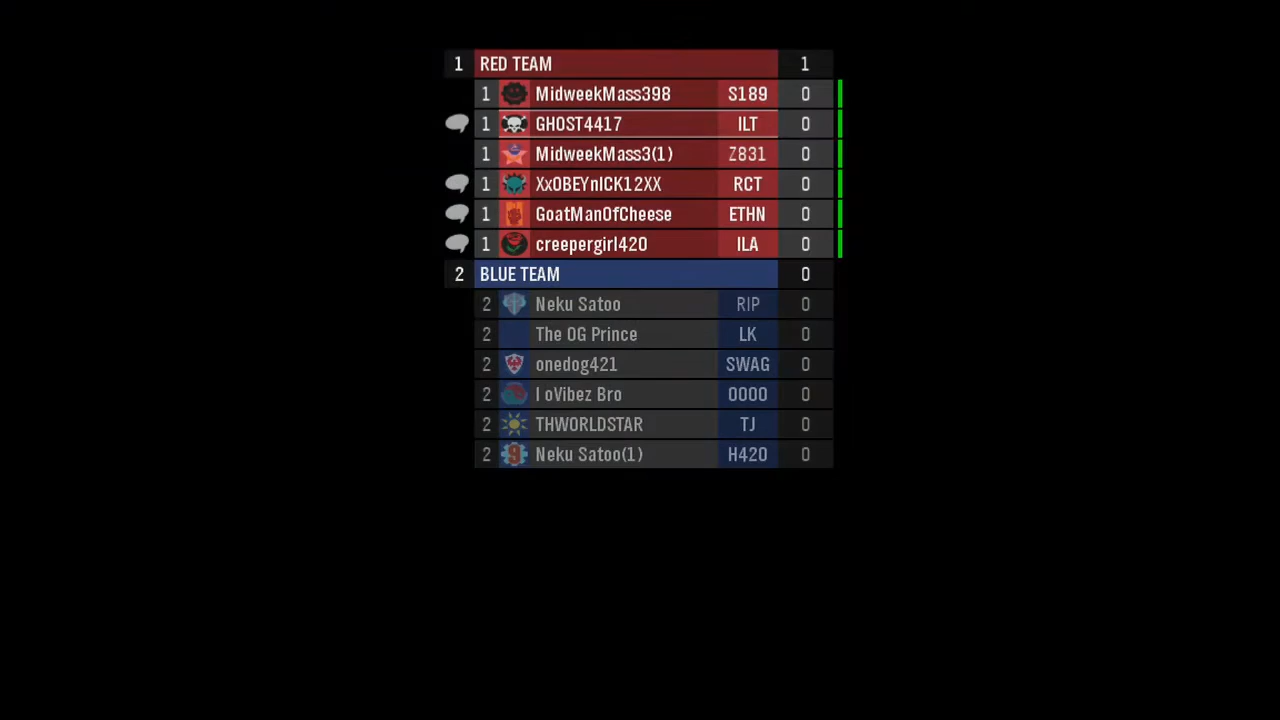 1 RED TEAM 1
1 MidweekMass398 S189 0
1 GHOST4417 ILT 0
1 MidweekMass3(1) Z831 0
1 XxOBEYnICK12XX RCT 0
1 GoatManOfCheese ETHN 0
1 creepergirl420 ILA 0
2 BLUE TEAM 0
2 Neku Satoo RIP 0
2 The OG Prince LK 0
2 onedog421 SWAG 0
2 I oVibez Bro 0000 0
2 THWORLDSTAR TJ 0
2 9 Neku Satoo(1) H420 0